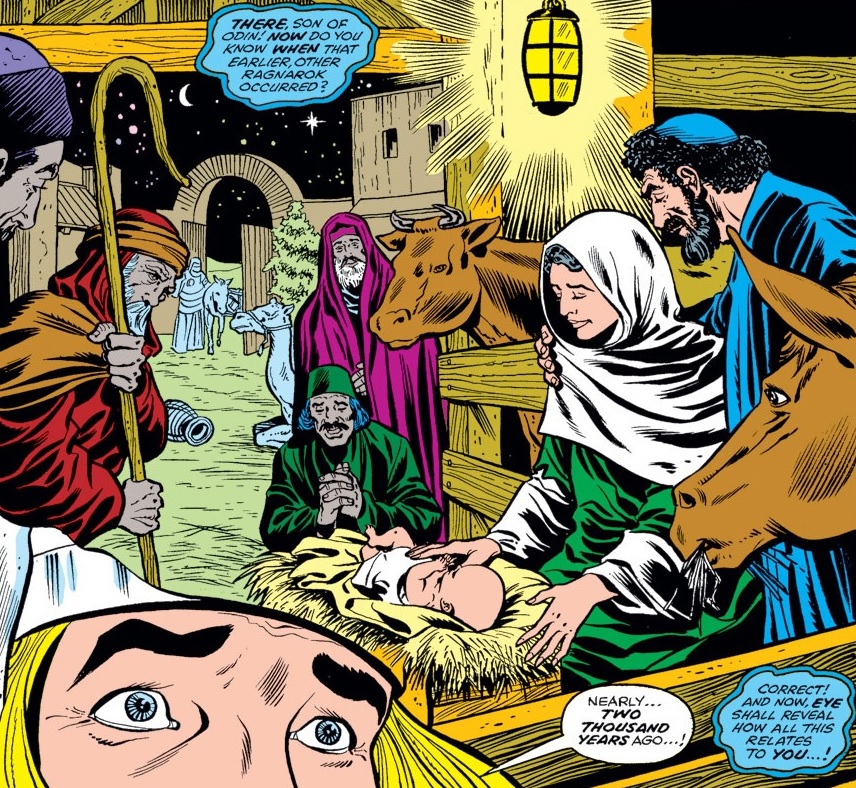 THERE, SON OF
ODIN! NOW DO YOU
KNOW WHEN THAT
EARLIER, OTHER
RAGNAROK
OCCURRED?
NEARLY...
TWO
THOUSAND
YEARS AGO...!
CORRECT!
AND NOW, EYE
SHALL REVEAL
HOW ALL THIS
RELATES
TO YOU...!